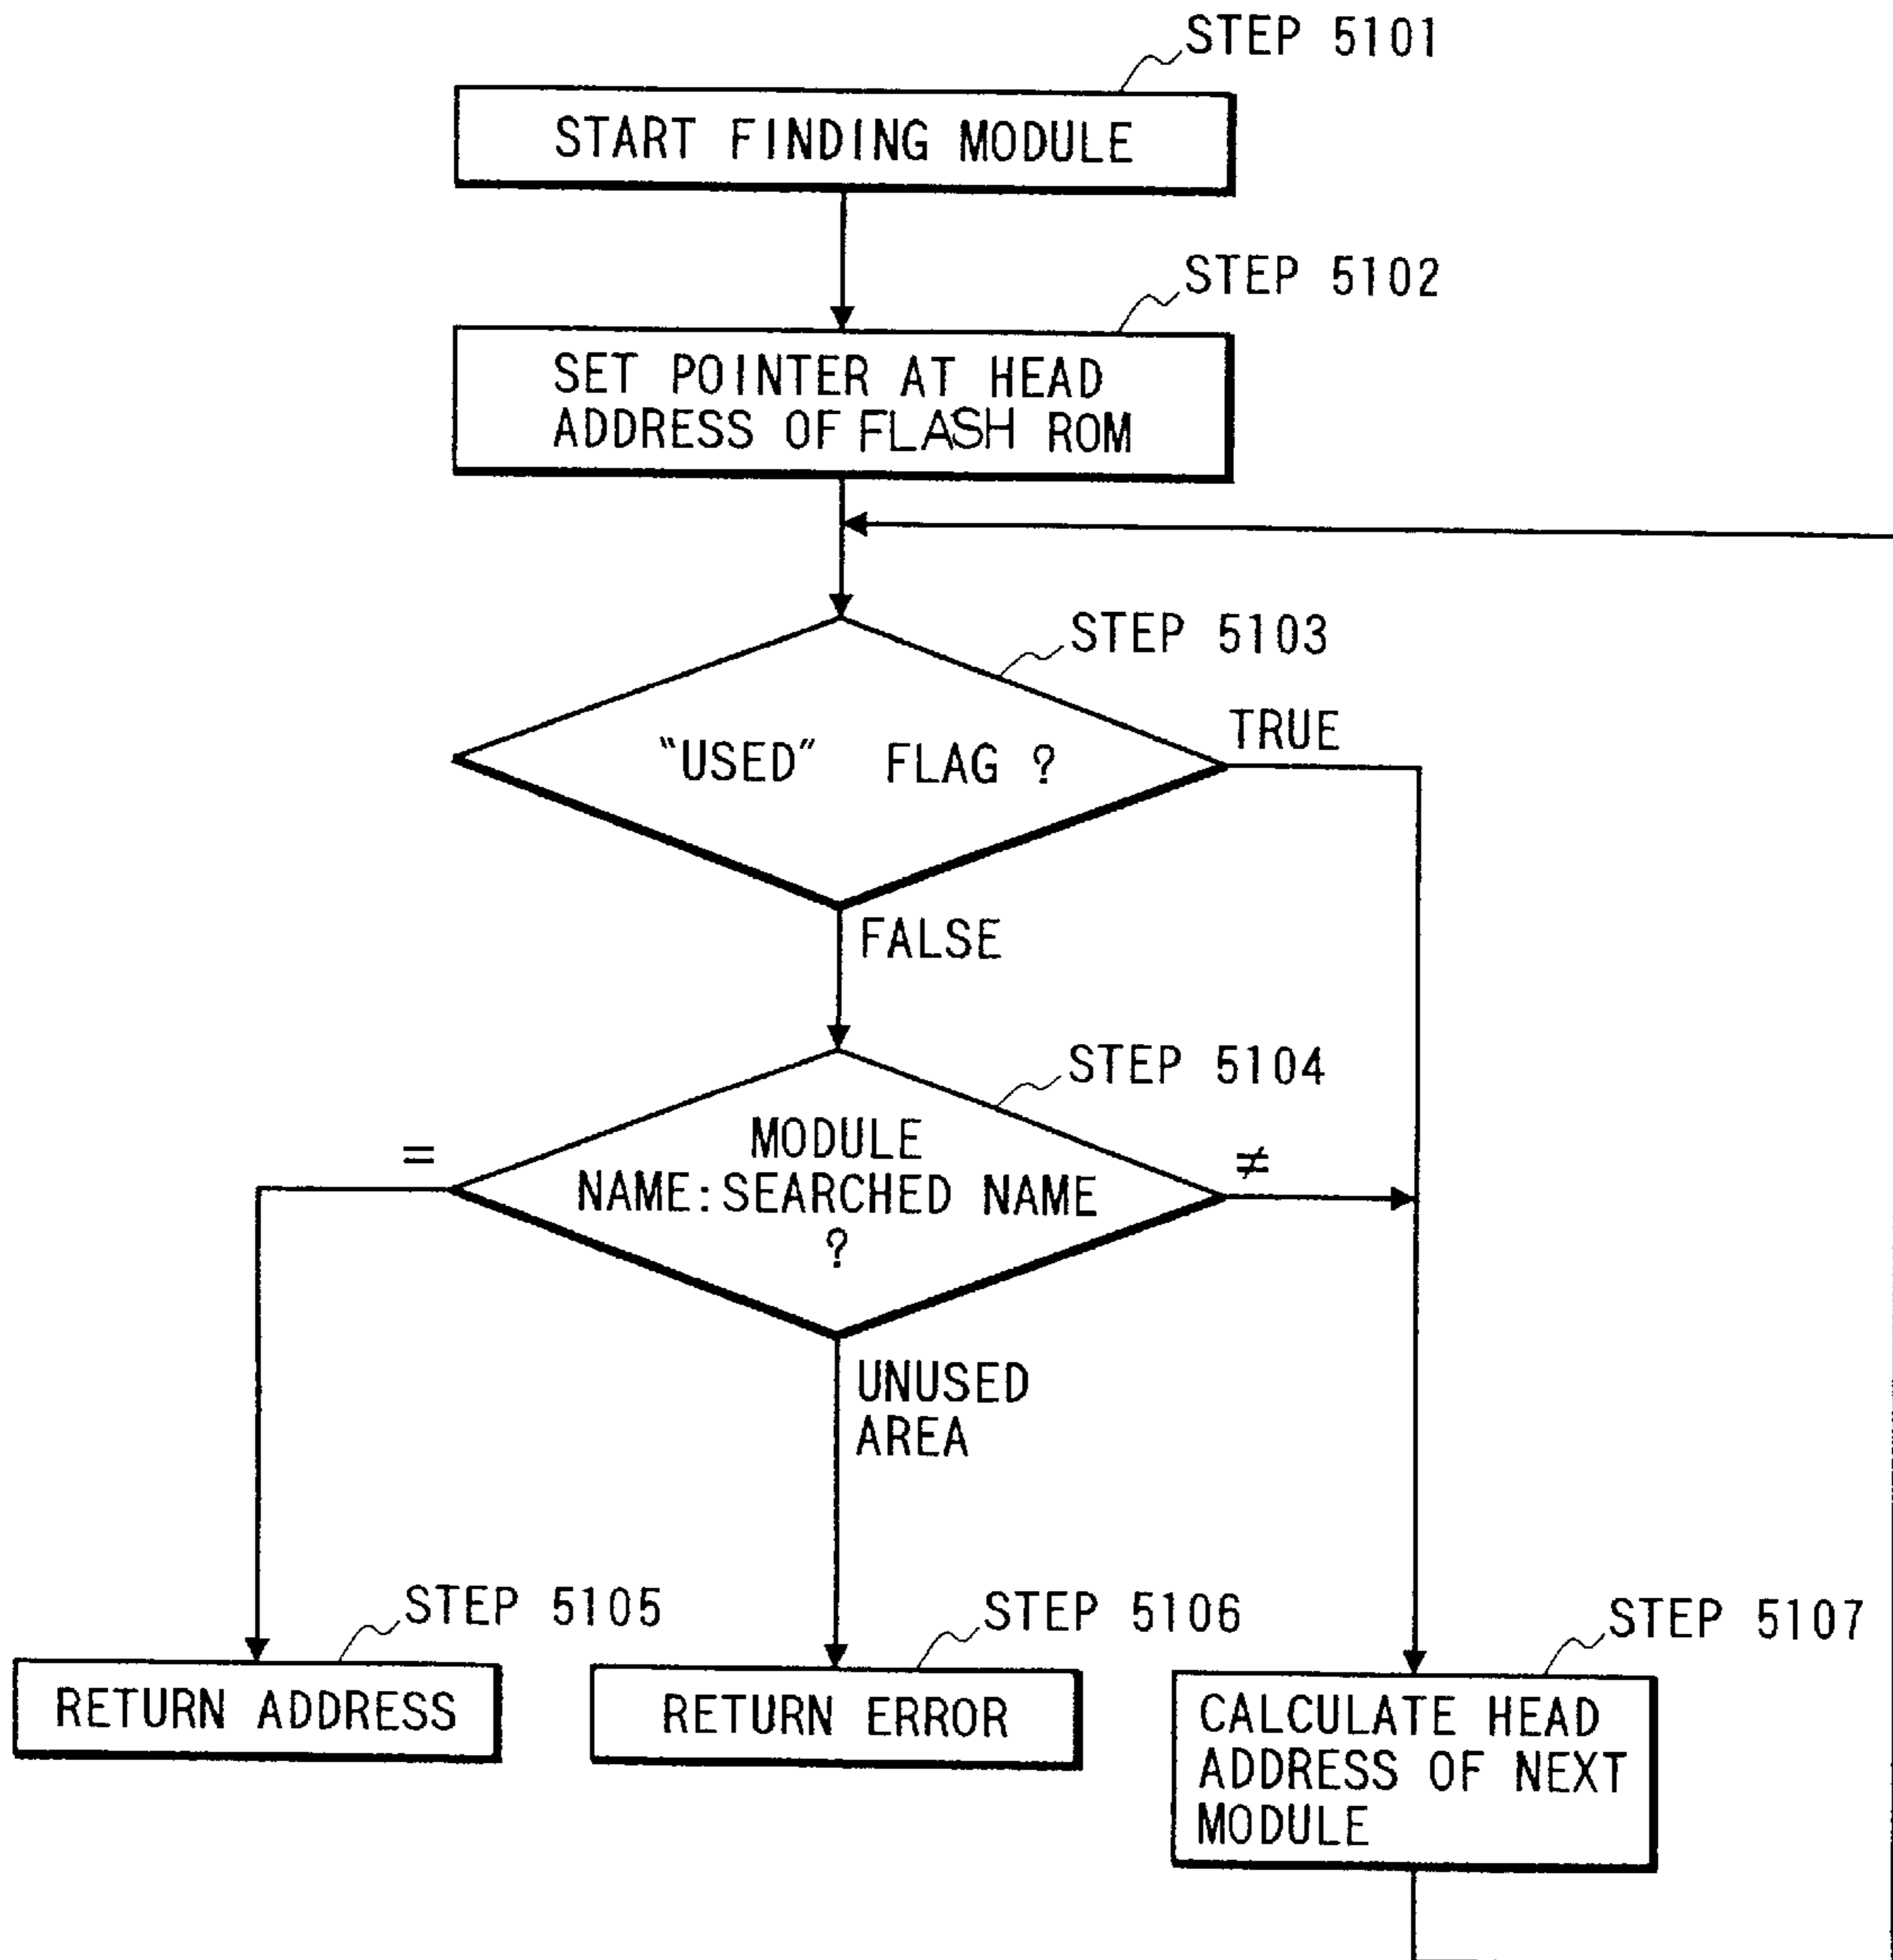 STEP 5101
START FINDING MODULE
STEP 5102
SET POINTER AT HEAD
ADDRESS OF FLASH ROM
STEP 5103
"USED" FLAG ?
TRUE
FALSE
STEP 5104
MODULE
NAME:SEARCHED NAME
?
=
≠
UNUSED
AREA
STEP 5105
RETURN ADDRESS
STEP 5106
RETURN ERROR
STEP 5107
CALCULATE HEAD
ADDRESS OF NEXT
MODULE